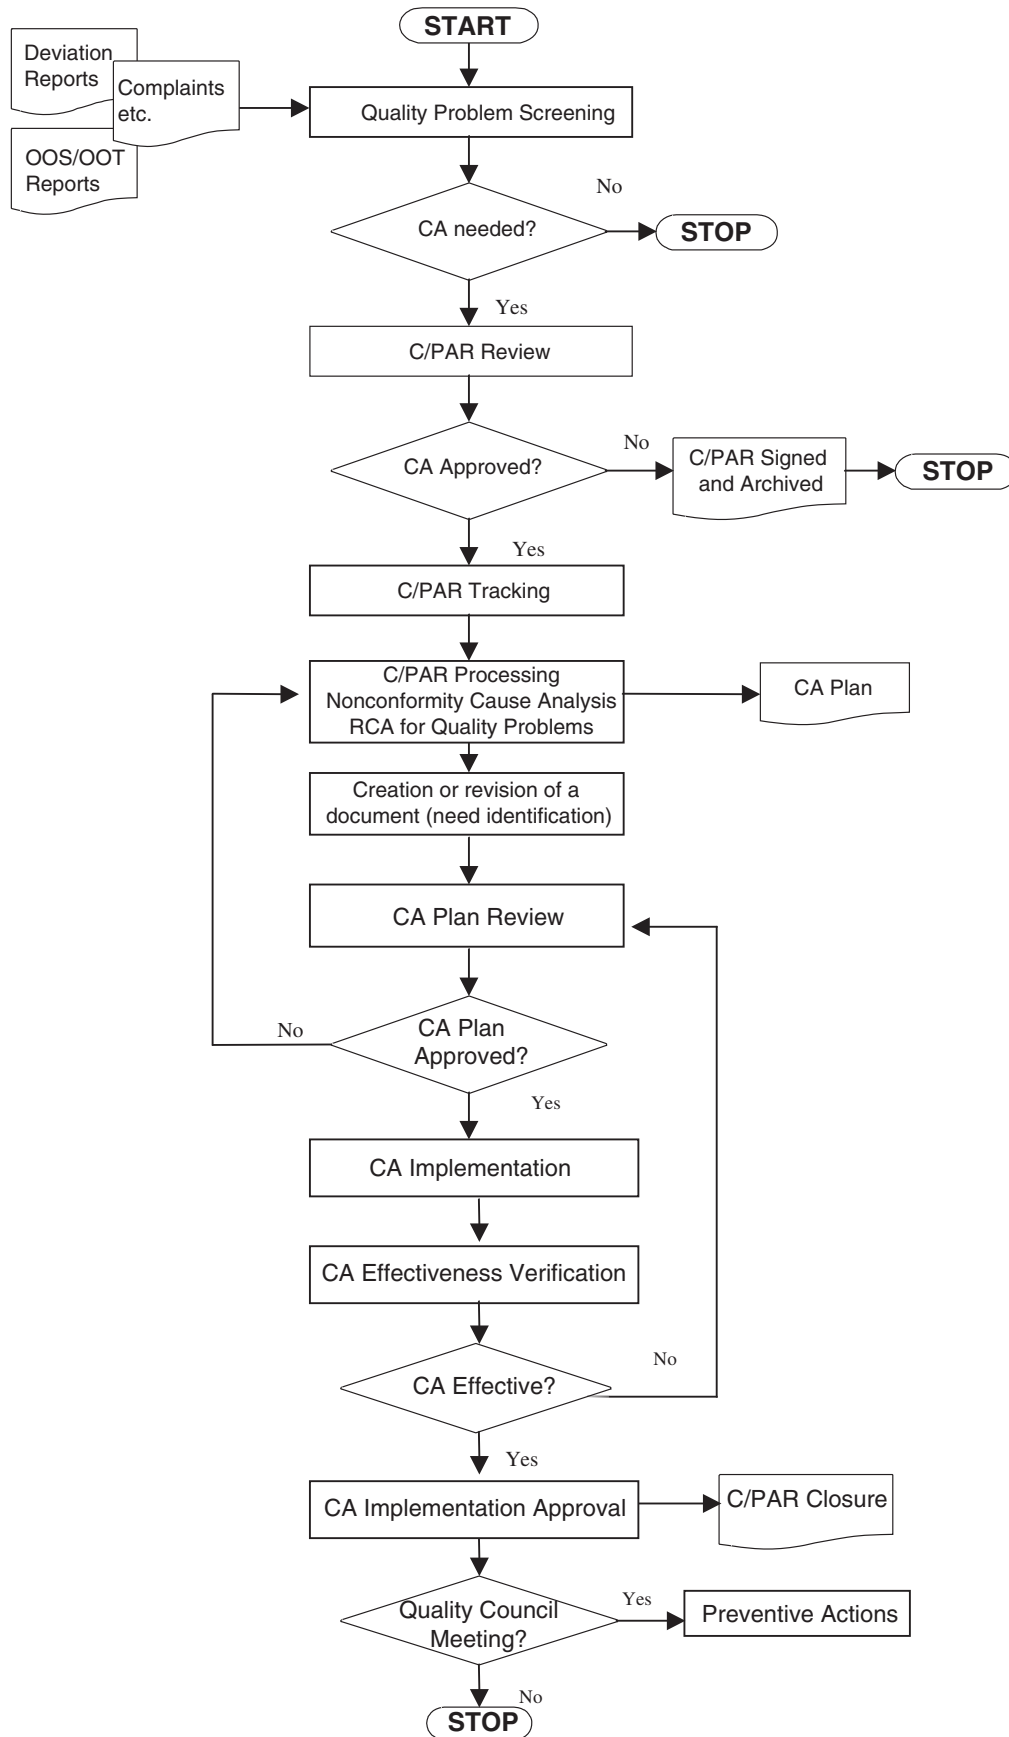 START
Deviation
Reports
Complaints
etc.
OOS/OOT
Reports
Quality Problem Screening
No
CA needed?
STOP
Yes
C/PAR Review
No
CA Approved?
C/PAR Signed
and Archived
STOP
Yes
C/PAR Tracking
C/PAR Processing
Nonconformity Cause Analysis
RCA for Quality Problems
CA Plan
Creation or revision of a
document (need identification)
CA Plan Review
No
CA Plan
Approved?
Yes
CA Implementation
CA Effectiveness Verification
No
CA Effective?
Yes
CA Implementation Approval
C/PAR Closure
Quality Council
Meeting?
Yes
Preventive Actions
No
STOP